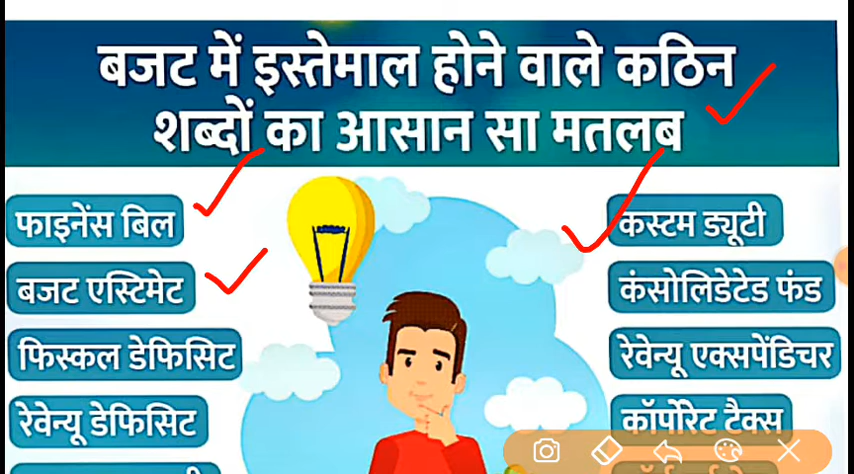 बजट में इस्तेमाल होने वाले कठिन
शब्दों का आसान सा मतलब
फाइनेंस बिल
बजट एस्टिमेट
फिस्कल डेफिसिट
रेवेन्यू डेफिसिट
कस्टम ड्यूटी
कंसोलिडेटेड फंड
रेवेन्यू एक्सपेंडिचर
कॉर्पोरेट टैक्स